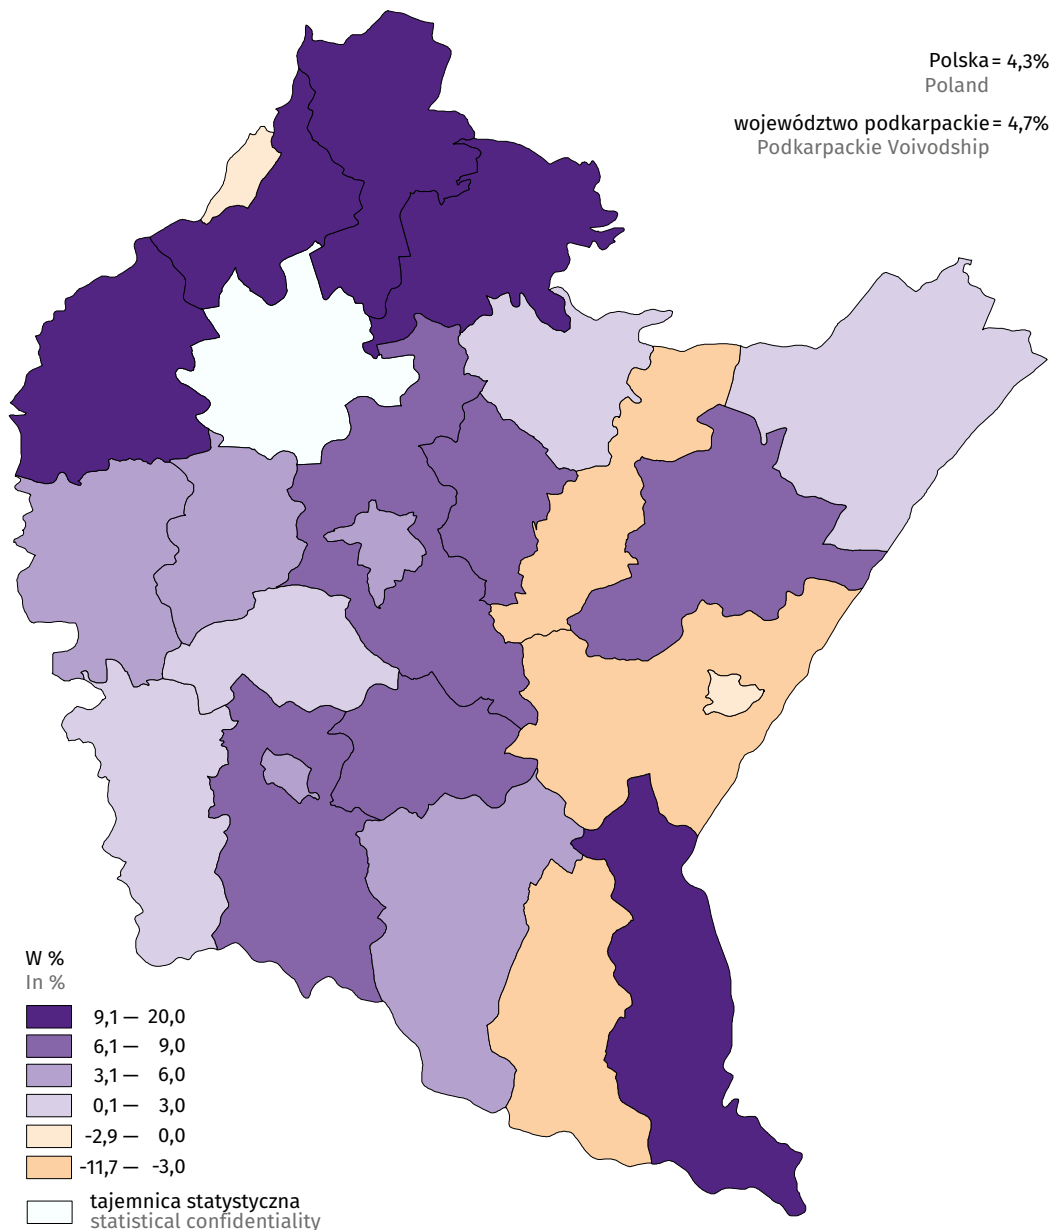 Polska = 4,3%
Poland
województwo podkarpackie = 4,7%
Podkarpackie Voivodship
W %
In %
9,1 — 20,0
6,1 — 9,0
3,1 — 6,0
0,1 — 3,0
-2,9 — 0,0
-11,7 — -3,0
tajemnica statystyczna
statistical confidentiality